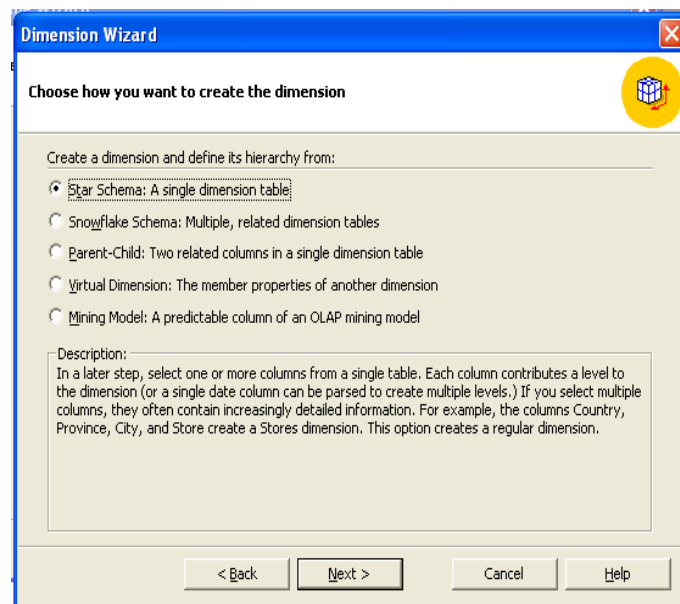 Dimension Wizard
Choose how you want to create the dimension
Create a dimension and define its hierarchy from:
Star Schema: A single dimension table
Snowflake Schema: Multiple, related dimension tables
Parent-Child: Two related columns in a single dimension table
Virtual Dimension: The member properties of another dimension
Mining Model: A predictable column of an OLAP mining model
Description:
In a later step, select one or more columns from a single table. Each column contributes a level to
the dimension (or a single date column can be parsed to create multiple levels.) If you select multiple
columns, they often contain increasingly detailed information. For example, the columns Country,
Province, City, and Store create a Stores dimension. This option creates a regular dimension.
< Back Next > Cancel Help